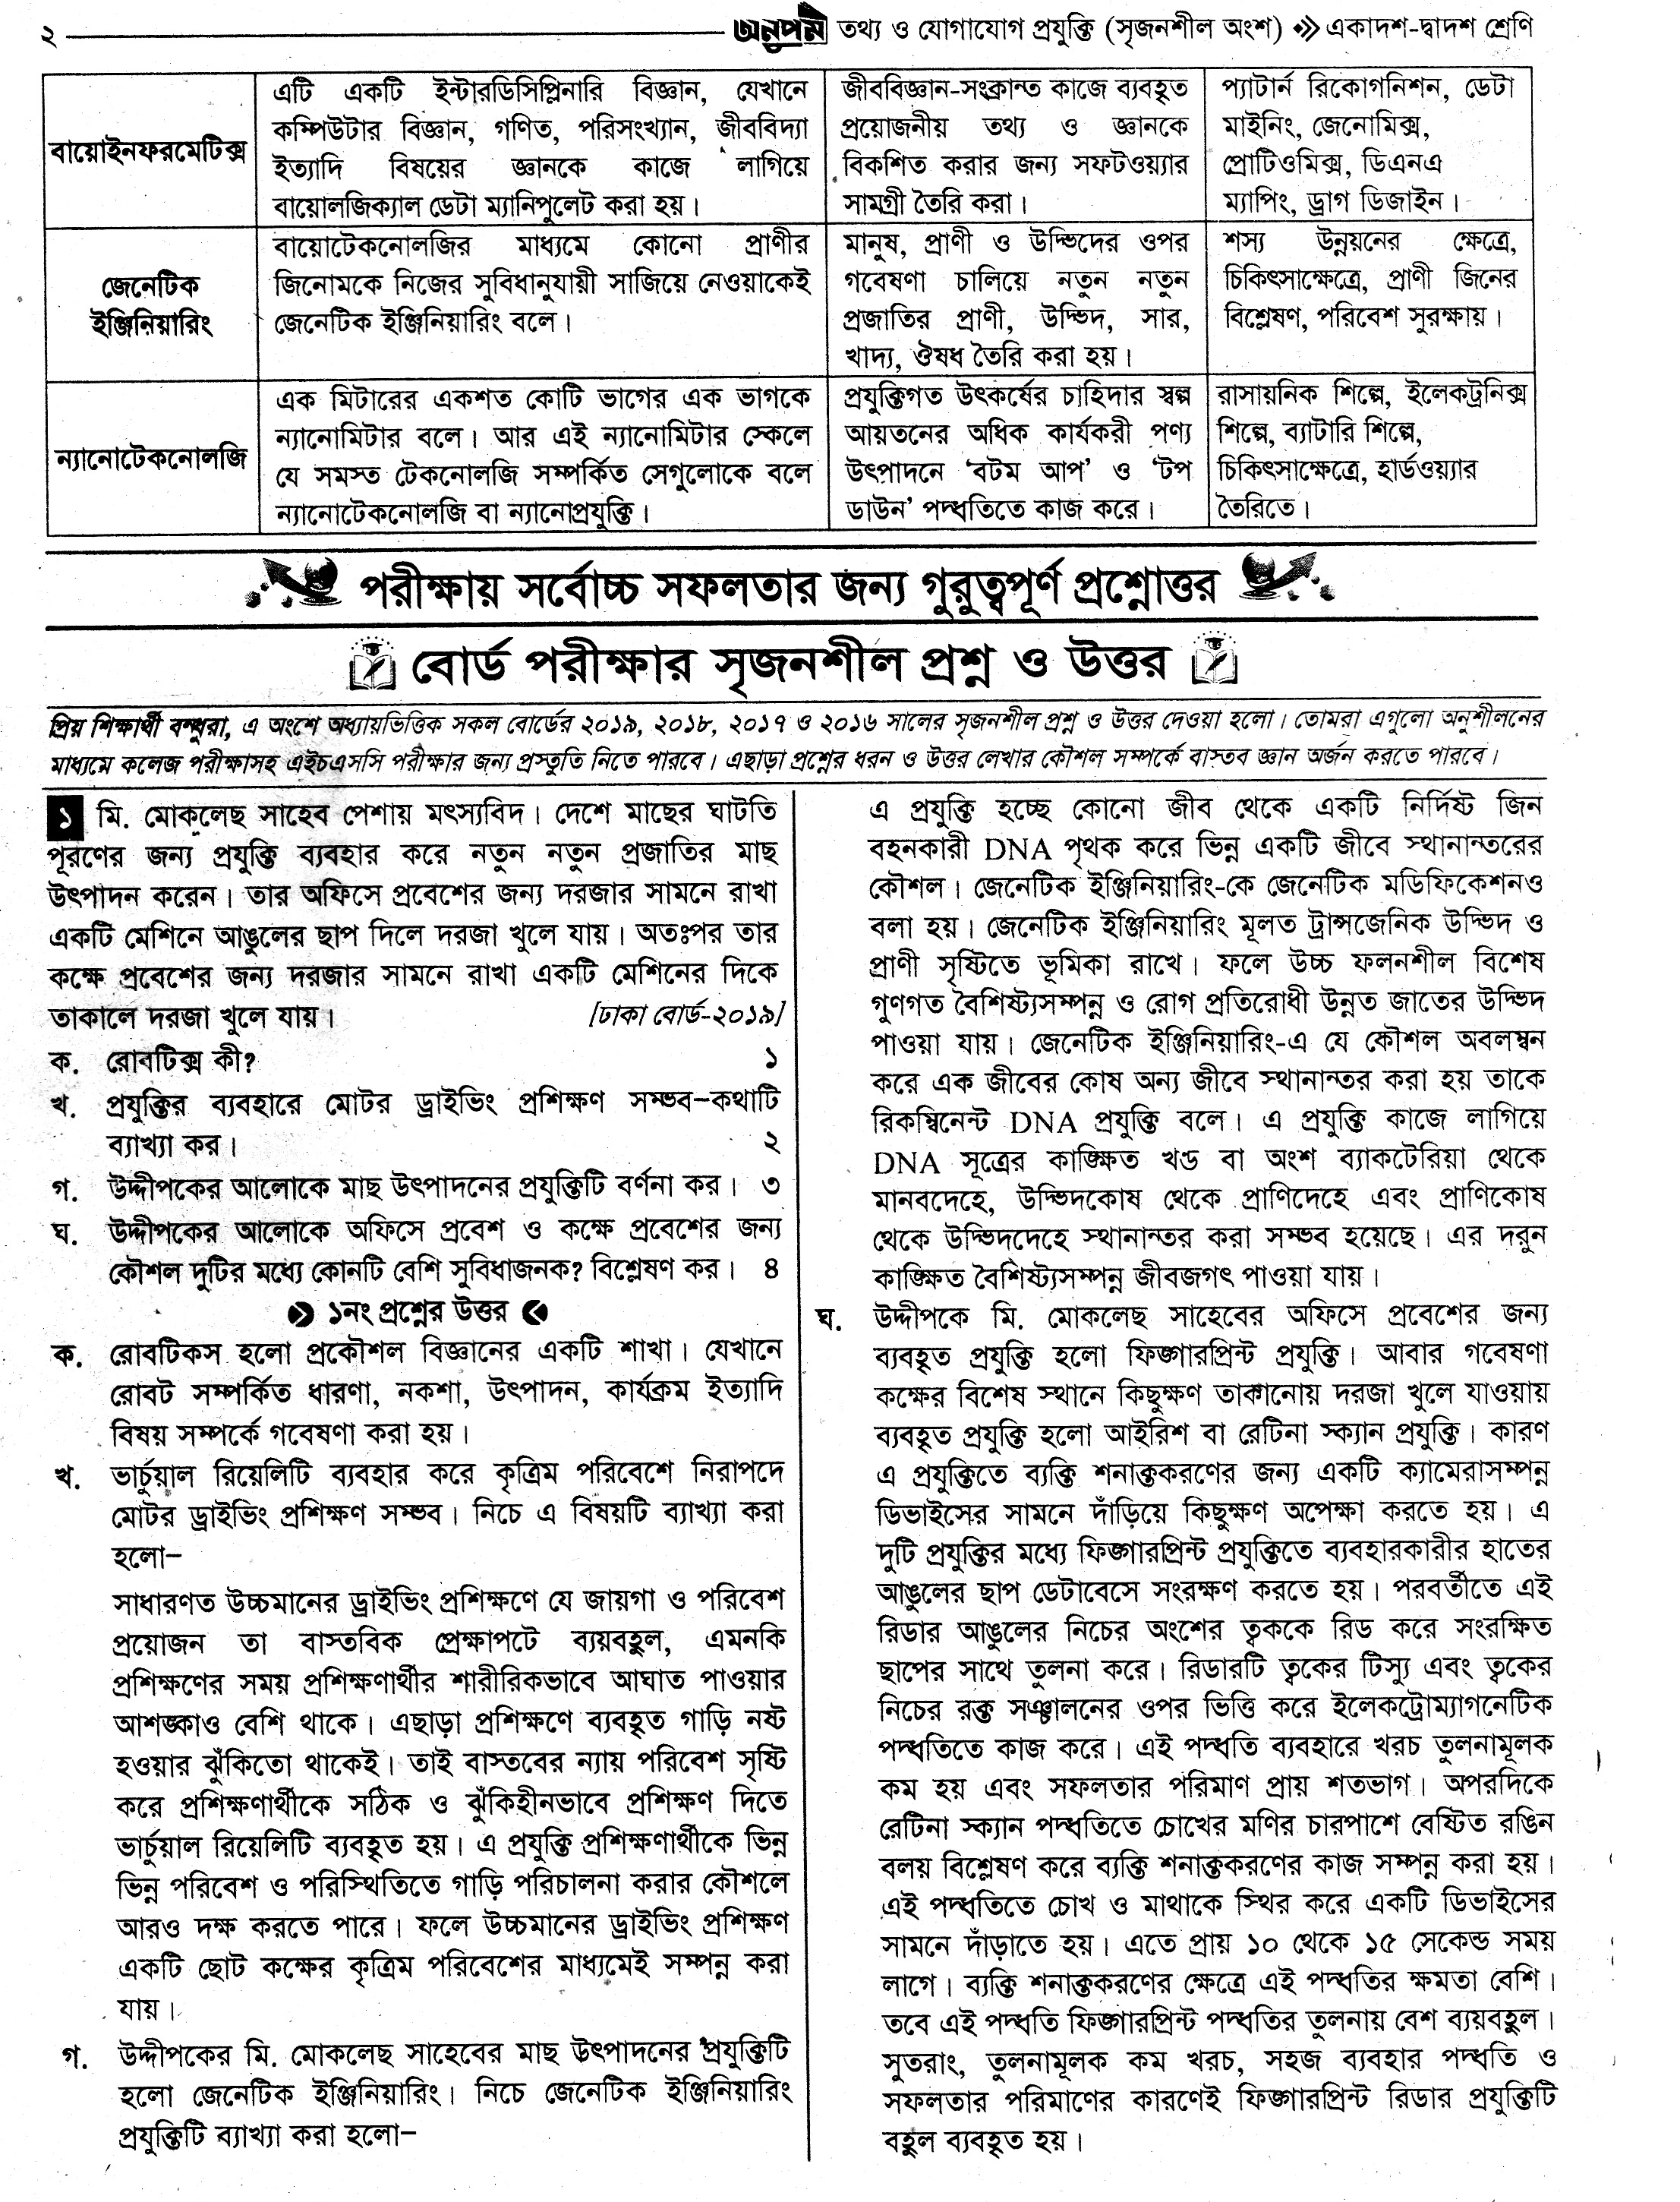 ২ অনুপম তথ্য ও যোগাযোগ প্রযুক্তি (সৃজনশীল অংশ) একাদশ-দ্বাদশ শ্রেণি
বায়োইনফরমেটিক্স
এটি একটি ইন্টারডিসিপ্লিনারি বিজ্ঞান, যেখানে
কম্পিউটার বিজ্ঞান, গণিত, পরিসংখ্যান, জীববিদ্যা
ইত্যাদি বিষয়ের জ্ঞানকে কাজে লাগিয়ে
বায়োলজিক্যাল ডেটা ম্যানিপুলেট করা হয়।
জীববিজ্ঞান-সংক্রান্ত কাজে ব্যবহৃত
প্রয়োজনীয় তথ্য ও জ্ঞানকে
বিকশিত করার জন্য সফটওয়্যার
সামগ্রী তৈরি করা।
প্যাটার্ন রিকোগনিশন, ডেটা
মাইনিং, জেনোমিক্স,
প্রোটিওমিক্স, ডিএনএ
ম্যাপিং, ড্রাগ ডিজাইন।
জেনেটিক
ইঞ্জিনিয়ারিং
বায়োটেকনোলজির মাধ্যমে কোনো প্রাণীর
জিনোমকে নিজের সুবিধানুযায়ী সাজিয়ে নেওয়াকেই
জেনেটিক ইঞ্জিনিয়ারিং বলে।
মানুষ, প্রাণী ও উদ্ভিদের ওপর
গবেষণা চালিয়ে নতুন নতুন
প্রজাতির প্রাণী, উদ্ভিদ, সার,
খাদ্য, ঔষধ তৈরি করা হয়।
শস্য উন্নয়নের ক্ষেত্রে,
চিকিৎসাক্ষেত্রে, প্রাণী জিনের
বিশ্লেষণ, পরিবেশ সুরক্ষায়।
ন্যানোটেকনোলজি
এক মিটারের একশত কোটি ভাগের এক ভাগকে
ন্যানোমিটার বলে। আর এই ন্যানোমিটার স্কেলে
যে সমস্ত টেকনোলজি সম্পর্কিত সেগুলোকে বলে
ন্যানোটেকনোলজি বা ন্যানোপ্রযুক্তি।
প্রযুক্তিগত উৎকর্ষের চাহিদার স্বল্প
আয়তনের অধিক কার্যকরী পণ্য
উৎপাদনে ‘বটম আপ’ ও ‘টপ
ডাউন’ পদ্ধতিতে কাজ করে।
রাসায়নিক শিল্পে, ইলেকট্রনিক্স
শিল্পে, ব্যাটারি শিল্পে,
চিকিৎসাক্ষেত্রে, হার্ডওয়্যার
তৈরিতে।
পরীক্ষায় সর্বোচ্চ সফলতার জন্য গুরুত্বপূর্ণ প্রশ্নোত্তর
বোর্ড পরীক্ষার সৃজনশীল প্রশ্ন ও উত্তর
প্রিয় শিক্ষার্থী বন্ধুরা, এ অংশে অধ্যায়ভিত্তিক সকল বোর্ডের ২০১৯, ২০১৮, ২০১৭ ও ২০১৬ সালের সৃজনশীল প্রশ্ন ও উত্তর দেওয়া হলো। তোমরা এগুলো অনুশীলনের
মাধ্যমে কলেজ পরীক্ষাসহ এইচএসসি পরীক্ষার জন্য প্রস্তুতি নিতে পারবে। এছাড়া প্রশ্নের ধরন ও উত্তর লেখার কৌশল সম্পর্কে বাস্তব জ্ঞান অর্জন করতে পারবে।
১ মি. মোকলেছ সাহেব পেশায় মৎস্যবিদ। দেশে মাছের ঘাটতি
পূরণের জন্য প্রযুক্তি ব্যবহার করে নতুন নতুন প্রজাতির মাছ
উৎপাদন করেন। তার অফিসে প্রবেশের জন্য দরজার সামনে রাখা
একটি মেশিনে আঙুলের ছাপ দিলে দরজা খুলে যায়। অতঃপর তার
কক্ষে প্রবেশের জন্য দরজার সামনে রাখা একটি মেশিনের দিকে
তাকালে দরজা খুলে যায়। [ঢাকা বোর্ড-২০১৯]
ক. রোবটিক্স কী? ১
খ. প্রযুক্তির ব্যবহারে মোটর ড্রাইভিং প্রশিক্ষণ সম্ভব-কথাটি
ব্যাখ্যা কর। ২
গ. উদ্দীপকের আলোকে মাছ উৎপাদনের প্রযুক্তিটি বর্ণনা কর। ৩
ঘ. উদ্দীপকের আলোকে অফিসে প্রবেশ ও কক্ষে প্রবেশের জন্য
কৌশল দুটির মধ্যে কোনটি বেশি সুবিধাজনক? বিশ্লেষণ কর। ৪
১নং প্রশ্নের উত্তর
ক. রোবটিকস হলো প্রকৌশল বিজ্ঞানের একটি শাখা। যেখানে
রোবট সম্পর্কিত ধারণা, নকশা, উৎপাদন, কার্যক্রম ইত্যাদি
বিষয় সম্পর্কে গবেষণা করা হয়।
খ. ভার্চুয়াল রিয়েলিটি ব্যবহার করে কৃত্রিম পরিবেশে নিরাপদে
মোটর ড্রাইভিং প্রশিক্ষণ সম্ভব। নিচে এ বিষয়টি ব্যাখ্যা করা
হলো-
সাধারণত উচ্চমানের ড্রাইভিং প্রশিক্ষণে যে জায়গা ও পরিবেশ
প্রয়োজন তা বাস্তবিক প্রেক্ষাপটে ব্যয়বহুল, এমনকি
প্রশিক্ষণের সময় প্রশিক্ষণার্থীর শারীরিকভাবে আঘাত পাওয়ার
আশঙ্কাও বেশি থাকে। এছাড়া প্রশিক্ষণে ব্যবহৃত গাড়ি নষ্ট
হওয়ার ঝুঁকিতো থাকেই। তাই বাস্তবের ন্যায় পরিবেশ সৃষ্টি
করে প্রশিক্ষণার্থীকে সঠিক ও ঝুঁকিহীনভাবে প্রশিক্ষণ দিতে
ভার্চুয়াল রিয়েলিটি ব্যবহৃত হয়। এ প্রযুক্তি প্রশিক্ষণার্থীকে ভিন্ন
ভিন্ন পরিবেশ ও পরিস্থিতিতে গাড়ি পরিচালনা করার কৌশলে
আরও দক্ষ করতে পারে। ফলে উচ্চমানের ড্রাইভিং প্রশিক্ষণ
একটি ছোট কক্ষের কৃত্রিম পরিবেশের মাধ্যমেই সম্পন্ন করা
যায়।
গ. উদ্দীপকের মি. মোকলেছ সাহেবের মাছ উৎপাদনের প্রযুক্তিটি
হলো জেনেটিক ইঞ্জিনিয়ারিং। নিচে জেনেটিক ইঞ্জিনিয়ারিং
প্রযুক্তিটি ব্যাখ্যা করা হলো-
এ প্রযুক্তি হচ্ছে কোনো জীব থেকে একটি নির্দিষ্ট জিন
বহনকারী DNA পৃথক করে ভিন্ন একটি জীবে স্থানান্তরের
কৌশল। জেনেটিক ইঞ্জিনিয়ারিং-কে জেনেটিক মডিফিকেশনও
বলা হয়। জেনেটিক ইঞ্জিনিয়ারিং মূলত ট্রান্সজেনিক উদ্ভিদ ও
প্রাণী সৃষ্টিতে ভূমিকা রাখে। ফলে উচ্চ ফলনশীল বিশেষ
গুণগত বৈশিষ্ট্যসম্পন্ন ও রোগ প্রতিরোধী উন্নত জাতের উদ্ভিদ
পাওয়া যায়। জেনেটিক ইঞ্জিনিয়ারিং-এ যে কৌশল অবলম্বন
করে এক জীবের কোষ অন্য জীবে স্থানান্তর করা হয় তাকে
রিকম্বিনেন্ট DNA প্রযুক্তি বলে। এ প্রযুক্তি কাজে লাগিয়ে
DNA সূত্রের কাঙ্ক্ষিত খণ্ড বা অংশ ব্যাকটেরিয়া থেকে
মানবদেহে, উদ্ভিদকোষ থেকে প্রাণিদেহে এবং প্রাণিকোষ
থেকে উদ্ভিদদেহে স্থানান্তর করা সম্ভব হয়েছে। এর দরুন
কাঙ্ক্ষিত বৈশিষ্ট্যসম্পন্ন জীবজগৎ পাওয়া যায়।
ঘ. উদ্দীপকে মি. মোকলেছ সাহেবের অফিসে প্রবেশের জন্য
ব্যবহৃত প্রযুক্তি হলো ফিঙ্গারপ্রিন্ট প্রযুক্তি। আবার গবেষণা
কক্ষের বিশেষ স্থানে কিছুক্ষণ তাকানোয় দরজা খুলে যাওয়ায়
ব্যবহৃত প্রযুক্তি হলো আইরিশ বা রেটিনা স্ক্যান প্রযুক্তি। কারণ
এ প্রযুক্তিতে ব্যক্তি শনাক্তকরণের জন্য একটি ক্যামেরাসম্পন্ন
ডিভাইসের সামনে দাঁড়িয়ে কিছুক্ষণ অপেক্ষা করতে হয়। এ
দুটি প্রযুক্তির মধ্যে ফিঙ্গারপ্রিন্ট প্রযুক্তিতে ব্যবহারকারীর হাতের
আঙুলের ছাপ ডেটাবেসে সংরক্ষণ করতে হয়। পরবর্তীতে এই
রিডার আঙুলের নিচের অংশের ত্বককে রিড করে সংরক্ষিত
ছাপের সাথে তুলনা করে। রিডারটি ত্বকের টিস্যু এবং ত্বকের
নিচের রক্ত সঞ্চালনের ওপর ভিত্তি করে ইলেকট্রোম্যাগনেটিক
পদ্ধতিতে কাজ করে। এই পদ্ধতি ব্যবহারে খরচ তুলনামূলক
কম হয় এবং সফলতার পরিমাণ প্রায় শতভাগ। অপরদিকে
রেটিনা স্ক্যান পদ্ধতিতে চোখের মণির চারপাশে বেষ্টিত রঙিন
বলয় বিশ্লেষণ করে ব্যক্তি শনাক্তকরণের কাজ সম্পন্ন করা হয়।
এই পদ্ধতিতে চোখ ও মাথাকে স্থির করে একটি ডিভাইসের
সামনে দাঁড়াতে হয়। এতে প্রায় ১০ থেকে ১৫ সেকেন্ড সময়
লাগে। ব্যক্তি শনাক্তকরণের ক্ষেত্রে এই পদ্ধতির ক্ষমতা বেশি।
তবে এই পদ্ধতি ফিঙ্গারপ্রিন্ট পদ্ধতির তুলনায় বেশ ব্যয়বহুল।
সুতরাং, তুলনামূলক কম খরচ, সহজ ব্যবহার পদ্ধতি ও
সফলতার পরিমাণের কারণেই ফিঙ্গারপ্রিন্ট রিডার প্রযুক্তিটি
বহুল ব্যবহৃত হয়।